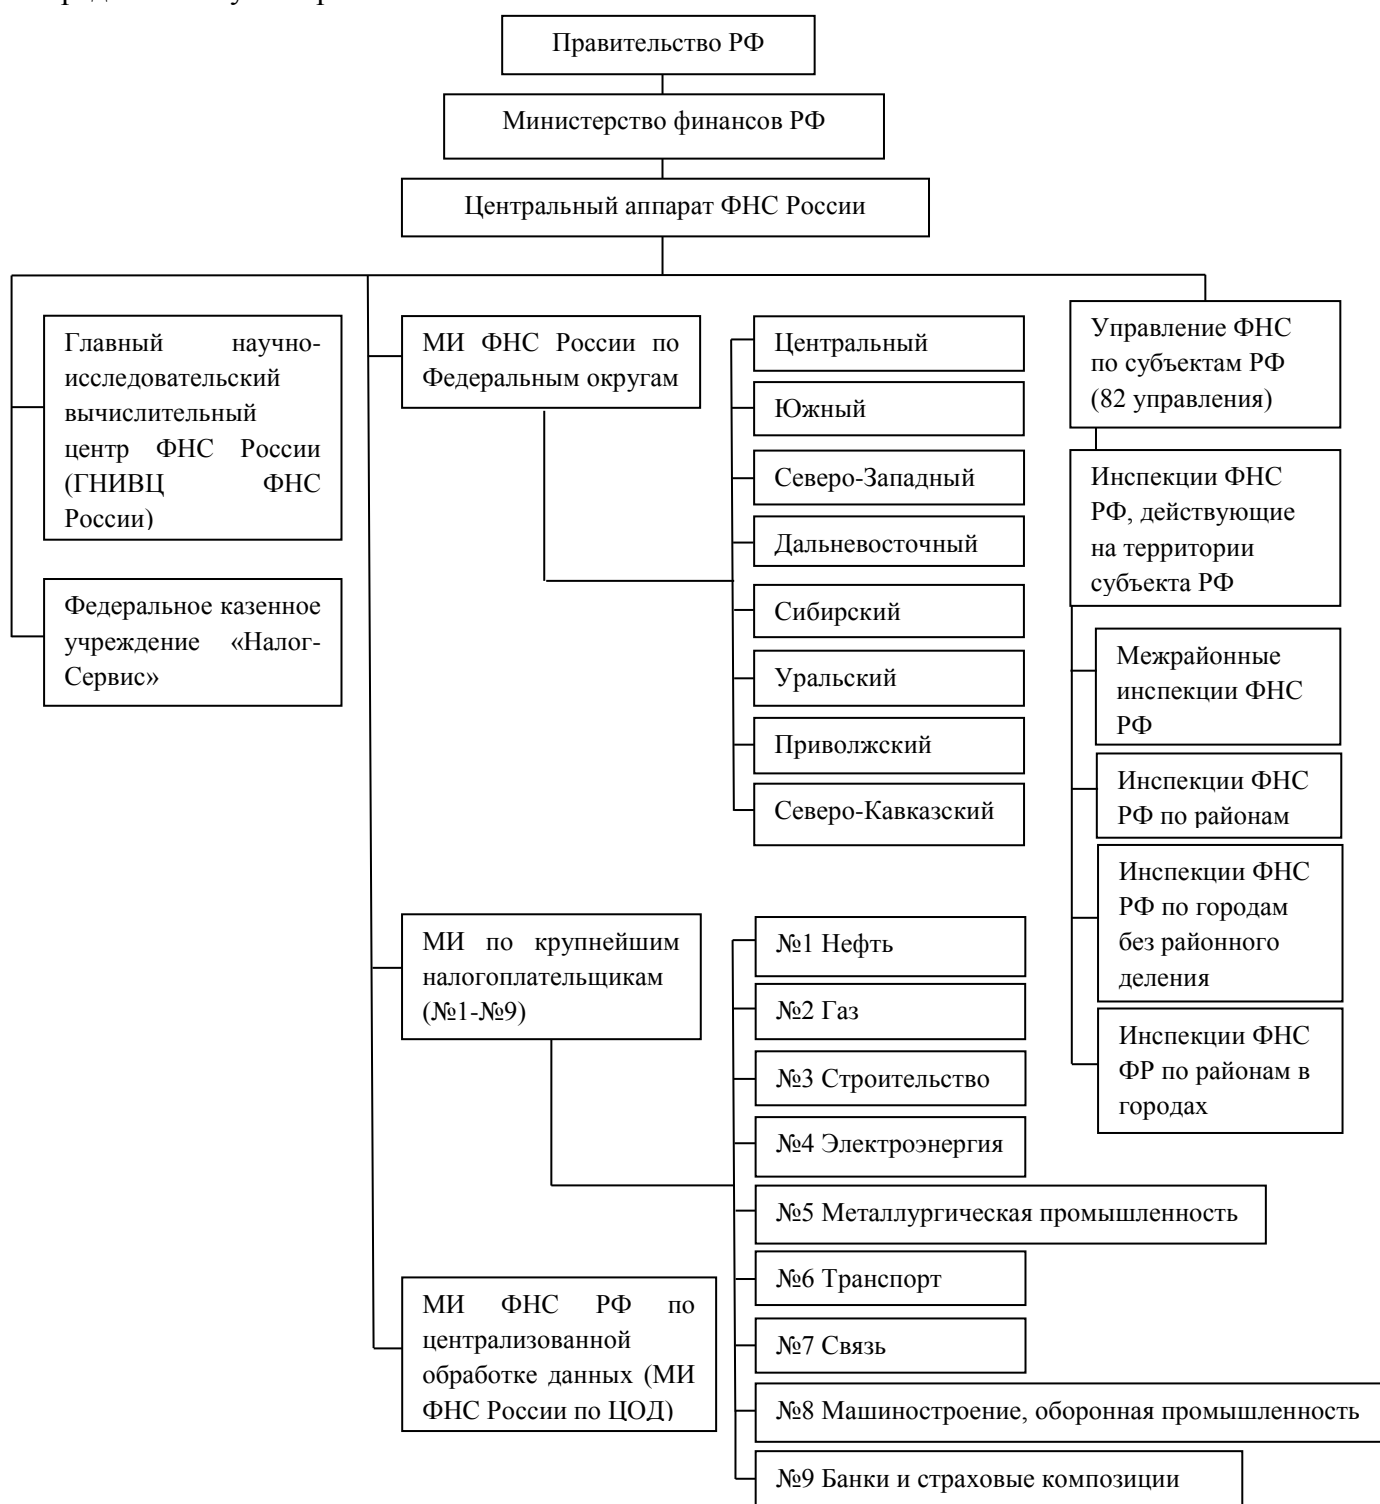 Правительство РФ
Министерство финансов РФ
Центральный аппарат ФНС России
Главный научно-
исследовательский
вычислительный
центр ФНС России
(ГНИВЦ ФНС
России)
Федеральное казенное
учреждение «Налог-
Сервис»
МИ ФНС России по
Федеральным округам
Центральный
Южный
Северо-Западный
Дальневосточный
Сибирский
Уральский
Приволжский
Северо-Кавказский
МИ по крупнейшим
налогоплательщикам
(№1-№9)
№1 Нефть
№2 Газ
№3 Строительство
№4 Электроэнергия
№5 Металлургическая промышленность
№6 Транспорт
№7 Связь
№8 Машиностроение, оборонная промышленность
№9 Банки и страховые композиции
МИ ФНС РФ по
централизованной
обработке данных (МИ
ФНС России по ЦОД)
Управление ФНС
по субъектам РФ
(82 управления)
Инспекции ФНС
РФ, действующие
на территории
субъекта РФ
Межрайонные
инспекции ФНС
РФ
Инспекции ФНС
РФ по районам
Инспекции ФНС
РФ по городам
без районного
деления
Инспекции ФНС
ФР по районам в
городах